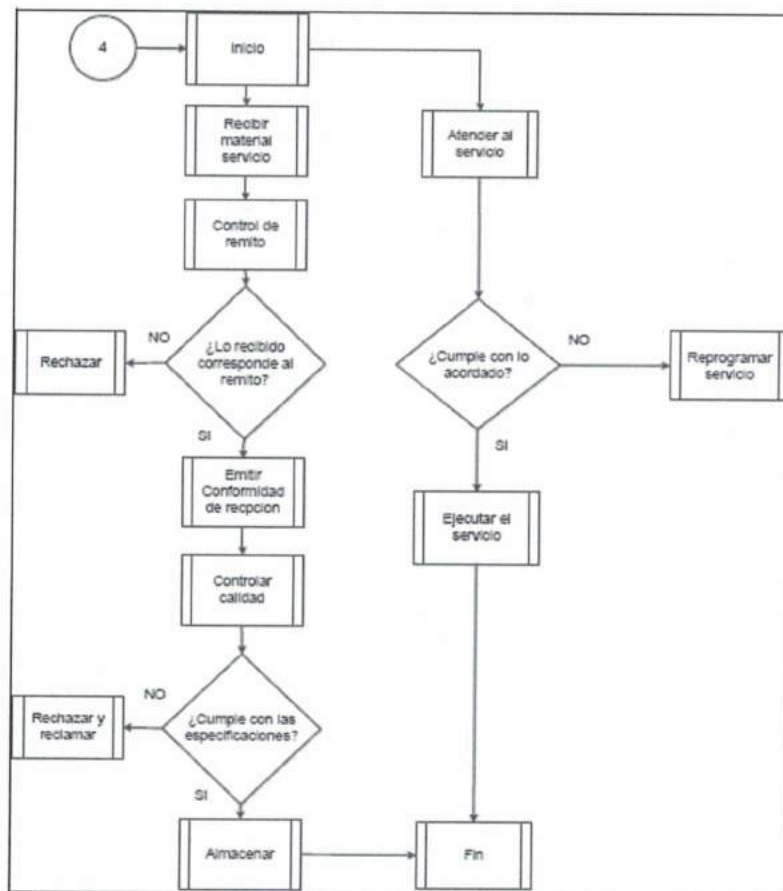 4
Inicio
Recibir
material
servicio
Atender al
servicio
Control de
remito
¿Lo recibido
corresponde al
remito?
NO
Rechazar
¿Cumple con lo
acordado?
NO
Reprogramar
servicio
SI
SI
Emitir
Conformidad
de recpcion
Ejecutar el
servicio
Controlar
calidad
¿Cumple con las
especificaciones?
NO
Rechazar y
reclamar
SI
Almacenar
Fin